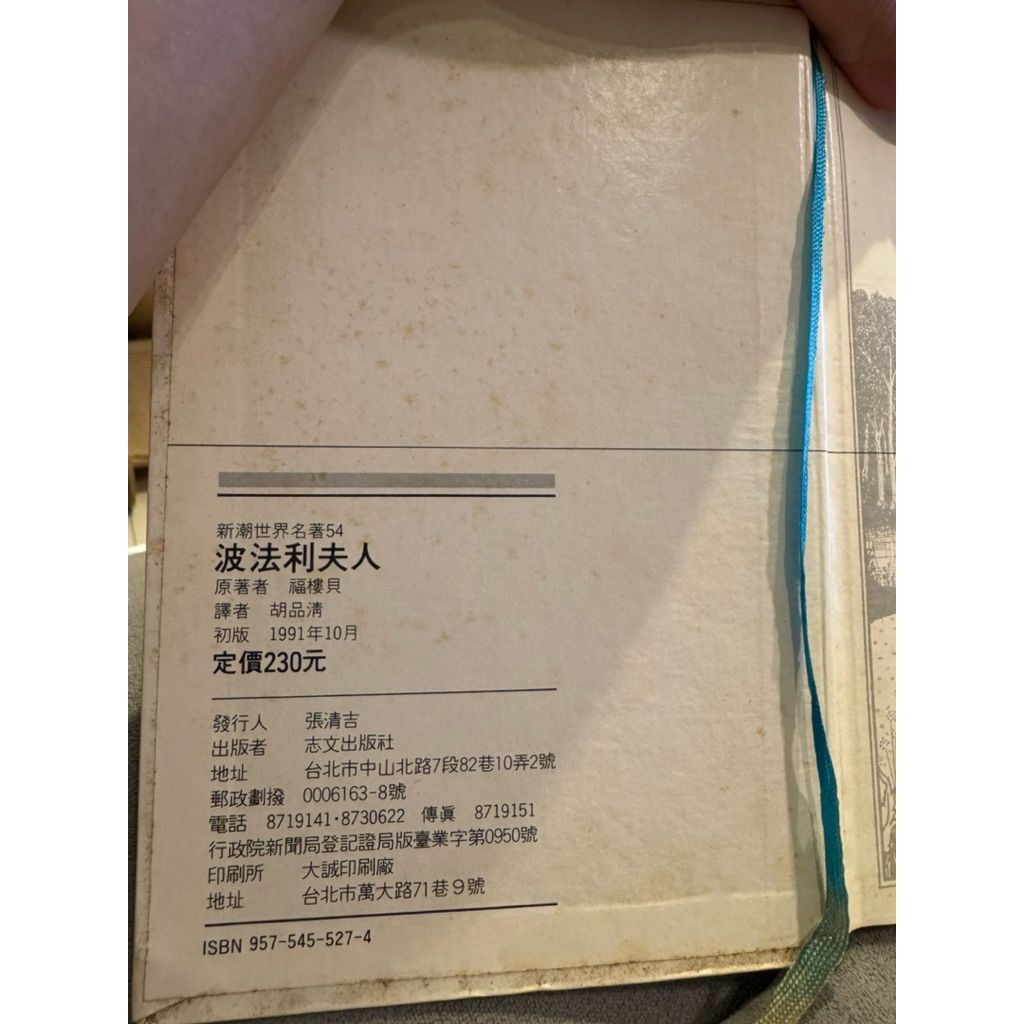 新潮世界名著54
波法利夫人
原著者 福樓貝
譯者 胡品淸
初版 1991年10月
定價230元
發行人 張清吉
出版者 志文出版社
地址 台北市中山北路7段82巷10弄2號
郵政劃撥 0006163-8號
電話 8719141·8730622 傳眞 8719151
行政院新聞局登記證局版臺業字第0950號
印刷所 大誠印刷廠
地址 台北市萬大路71巷9號
ISBN 957-545-527-4